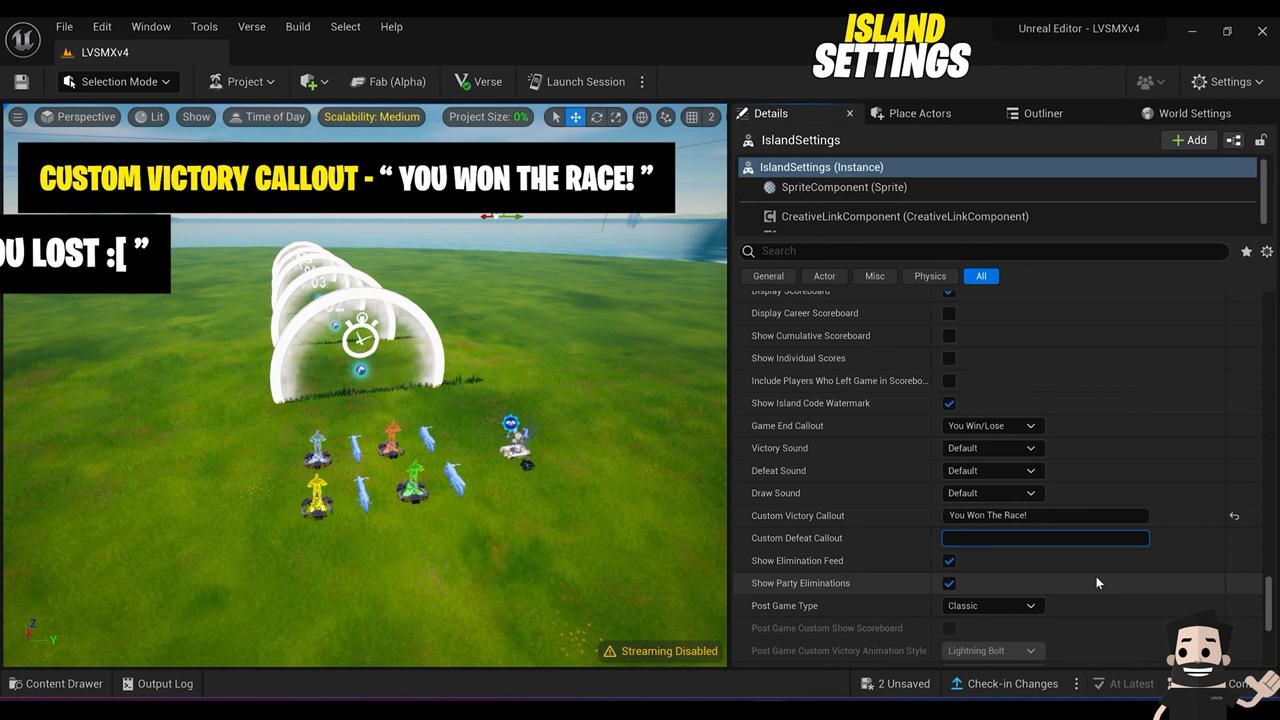 File Edit Window Tools Verse Build Select Help
ISLAND
SETTINGS
Unreal Editor - LVSMXv4
LVSMXv4
Selection Mode Project Fab (Alpha) Verse Launch Session Settings
Perspective Lit Show Time of Day Scalability: Medium Project Size: 0% 2
Details Place Actors Outliner World Settings
IslandSettings Add
CUSTOM VICTORY CALLOUT - “ YOU WON THE RACE! ”
OU LOST :[ ”
IslandSettings (Instance)
SpriteComponent (Sprite)
CreativeLinkComponent (CreativeLinkComponent)
Search
General Actor Misc Physics All
Display Scoreboard
Display Career Scoreboard
Show Cumulative Scoreboard
Show Individual Scores
Include Players Who Left Game in Scorebo...
Show Island Code Watermark
Game End Callout You Win/Lose
Victory Sound Default
Defeat Sound Default
Draw Sound Default
Custom Victory Callout You Won The Race!
Custom Defeat Callout
Show Elimination Feed
Show Party Eliminations
Post Game Type Classic
Post Game Custom Show Scoreboard
Post Game Custom Victory Animation Style Lightning Bolt
03
02
Z
X
Y
Streaming Disabled
Content Drawer Output Log 2 Unsaved Check-in Changes At Latest